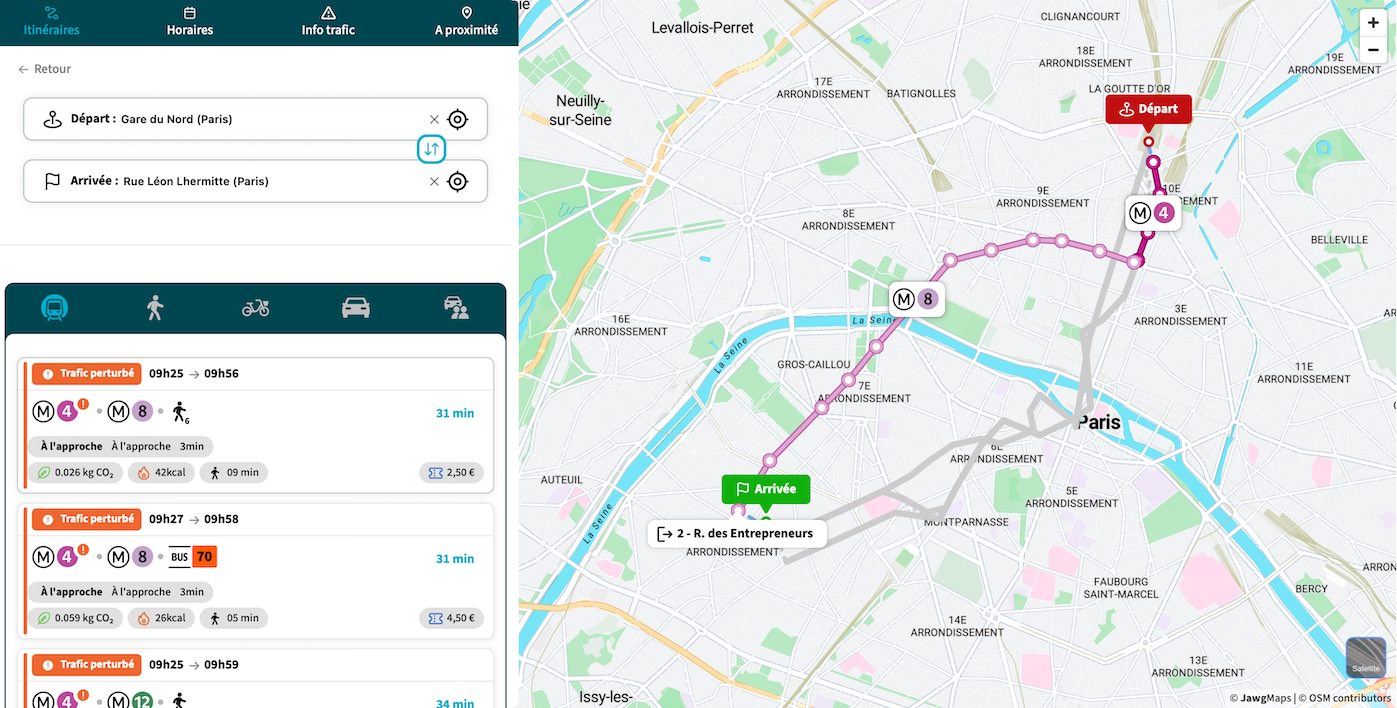 Itinéraires
Horaires
Info trafic
A proximité
← Retour
Départ : Gare du Nord (Paris)
Arrivée : Rue Léon Lhermitte (Paris)
Trafic perturbé 09h25 → 09h56
M 4 ! • M 8 • 6
31 min
À l'approche À l'approche 3min
0.026 kg CO₂ 42kcal 09 min 2,50 €
Trafic perturbé 09h27 → 09h58
M 4 ! • M 8 • BUS 70
31 min
À l'approche À l'approche 3min
0.059 kg CO₂ 26kcal 05 min 4,50 €
Trafic perturbé 09h25 → 09h59
M 4 ! • M 12 •
34 min
Levallois-Perret
CLIGNANCOURT
+
−
18E
ARRONDISSEMENT
19E
ARRONDISSEMENT
17E
ARRONDISSEMENT
BATIGNOLLES
LA GOUTTE D'OR
Neuilly-
sur-Seine
Départ
9E
ARRONDISSEMENT
10E
M 4
8E
ARRONDISSEMENT
BELLEVILLE
M 8
16E
ARRONDISSEMENT
La Seine
3E
ARRONDISSEMENT
La Seine
GROS-CAILLOU
7E
ARRONDISSEMENT
11E
ARRONDISSEMENT
Paris
6E
ARRONDISSEMENT
AUTEUIL
Arrivée
5E
ARRONDISSEMENT
La Seine
MONTPARNASSE
2 - R. des Entrepreneurs
ARRONDISSEMENT
FAUBOURG
SAINT-MARCEL
BERCY
14E
ARRONDISSEMENT
13E
ARRONDISSEMENT
Satellite
Issy-les-
© JawgMaps | © OSM contributors